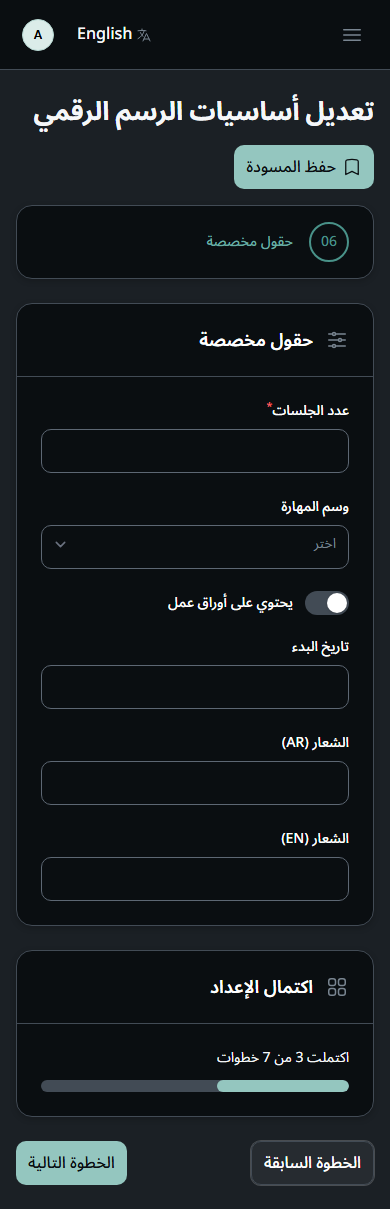 A
English
تعديل أساسيات الرسم الرقمي
حفظ المسودة
06
حقول مخصصة
حقول مخصصة
عدد الجلسات*
وسم المهارة
اختر
يحتوي على أوراق عمل
تاريخ البدء
الشعار (AR)
الشعار (EN)
اكتمال الإعداد
اكتملت 3 من 7 خطوات
الخطوة السابقة
الخطوة التالية